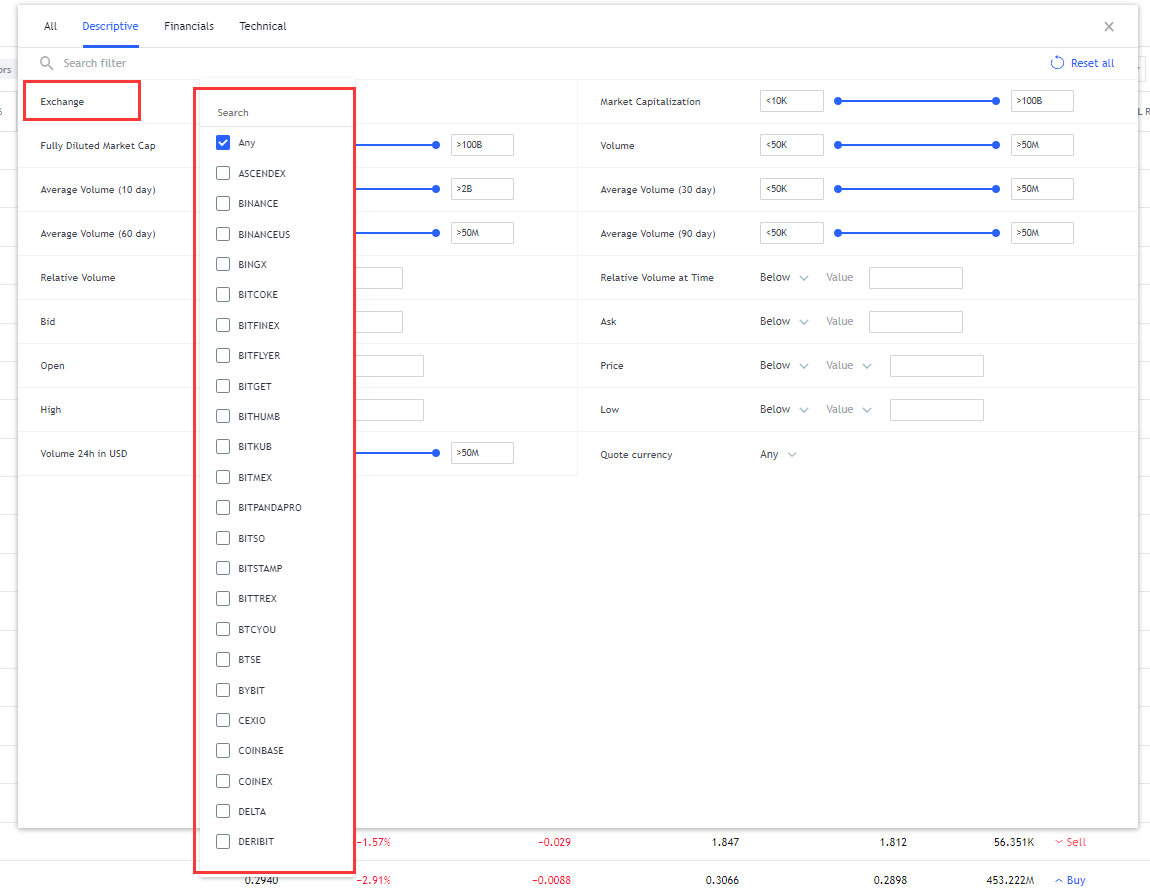 All Descriptive Financials Technical
Search filter Reset all
ors
Exchange
Search
Market Capitalization <10K >100B
Any
Fully Diluted Market Cap >100B
Volume <50K >50M
ASCENDEX
Average Volume (10 day) >2B
Average Volume (30 day) <50K >50M
BINANCE
Average Volume (60 day) >50M
BINANCEUS
Average Volume (90 day) <50K >50M
BINGX
Relative Volume
Relative Volume at Time Below Value
BITCOKE
Bid
BITFINEX
Ask Below Value
BITFLYER
Open
Price Below Value
BITGET
High
BITHUMB
Low Below Value
BITKUB
Volume 24h in USD >50M
Quote currency Any
BITMEX
BITPANDAPRO
BITSO
BITSTAMP
BITTREX
BTCYOU
BTSE
BYBIT
CEXIO
COINBASE
COINEX
DELTA
DERIBIT
−1.57% −0.029 1.847 1.812 56.351K Sell
0.2940 −2.91% −0.0088 0.3066 0.2898 453.222M Buy